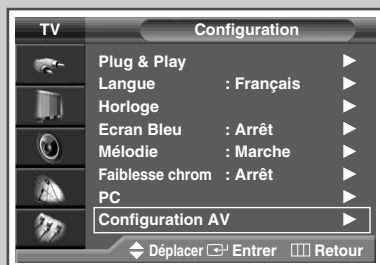 TV Configuration
Plug & Play
Langue : Français
Horloge
Ecran Bleu : Arrêt
Mélodie : Marche
Faiblesse chrom : Arrêt
PC
Configuration AV
Déplacer Entrer Retour